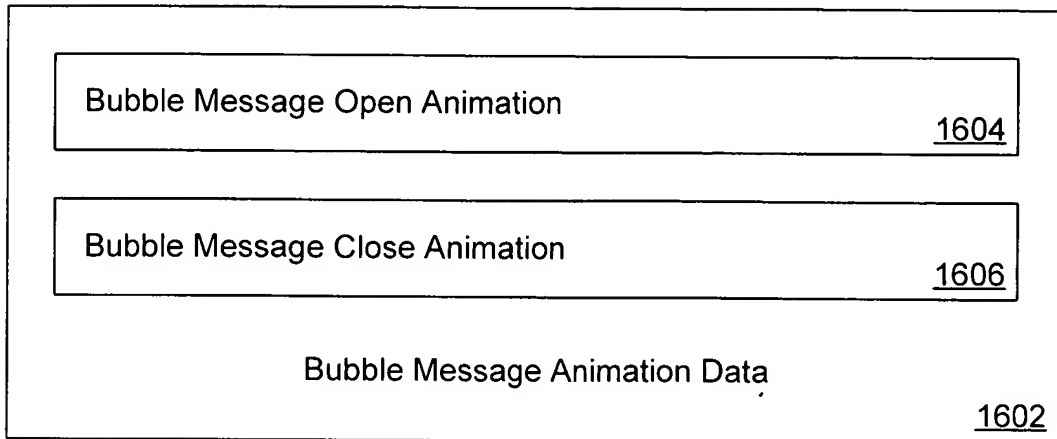 Bubble Message Open Animation
1604
Bubble Message Close Animation
1606
Bubble Message Animation Data
1602